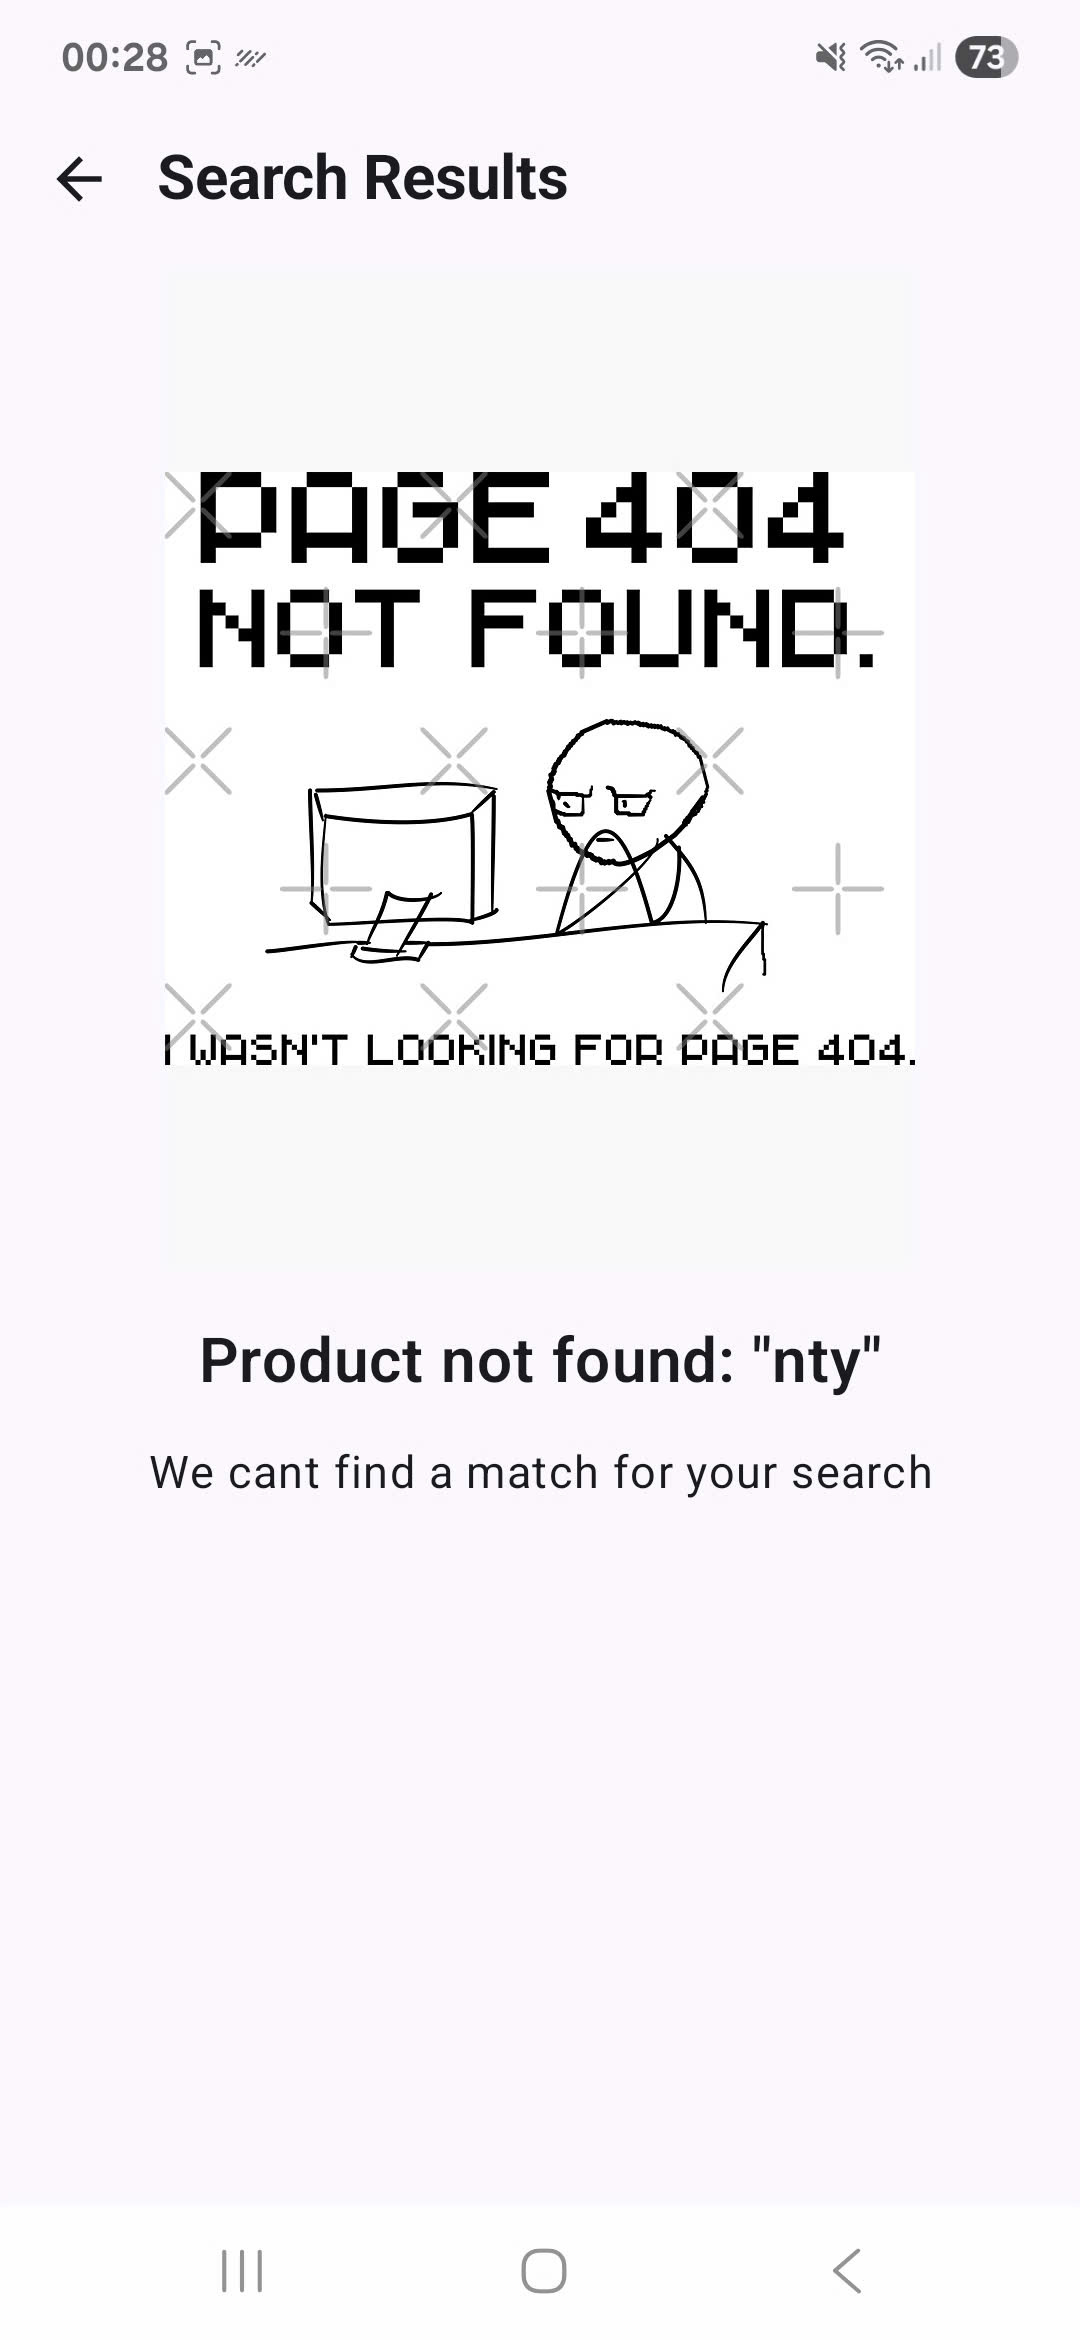 00:28
73
Search Results
PAGE 404
NOT FOUND.
I WASN'T LOOKING FOR PAGE 404.
Product not found: "nty"
We cant find a match for your search